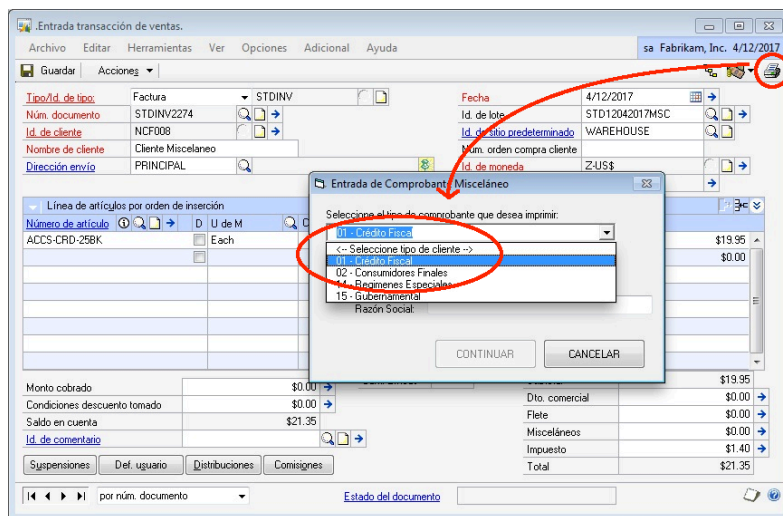 .Entrada transacción de ventas.
Archivo Editar Herramientas Ver Opciones Adicional Ayuda sa Fabrikam, Inc. 4/12/2017
Guardar Acciones
Tipo/Id. de tipo: Factura STDINV Fecha 4/12/2017
Núm. documento STDINV2274 Id. de lote STD12042017MSC
Id. de cliente NCF008 Id. de sitio predeterminado WAREHOUSE
Nombre de cliente Cliente Miscelaneo Núm. orden compra cliente
Dirección envío PRINCIPAL Id. de moneda Z-US$
Entrada de Comprobante Misceláneo
Línea de artículos por orden de inserción
Seleccione el tipo de comprobante que desea imprimir:
Número de artículo D U de M
01 - Crédito Fiscal
ACCS-CRD-25BK Each $19.95
<-- Seleccione tipo de cliente -->
01 - Crédito Fiscal $0.00
02 - Consumidores Finales
14 - Regimenes Especiales
15 - Gubernamental
Razón Social:
CONTINUAR CANCELAR
$19.95
Monto cobrado $0.00
Dto. comercial $0.00
Condiciones descuento tomado $0.00
Flete $0.00
Saldo en cuenta $21.35
Misceláneos $0.00
Id. de comentario
Impuesto $1.40
Suspensiones Def. usuario Distribuciones Comisiones
Total $21.35
por núm. documento Estado del documento